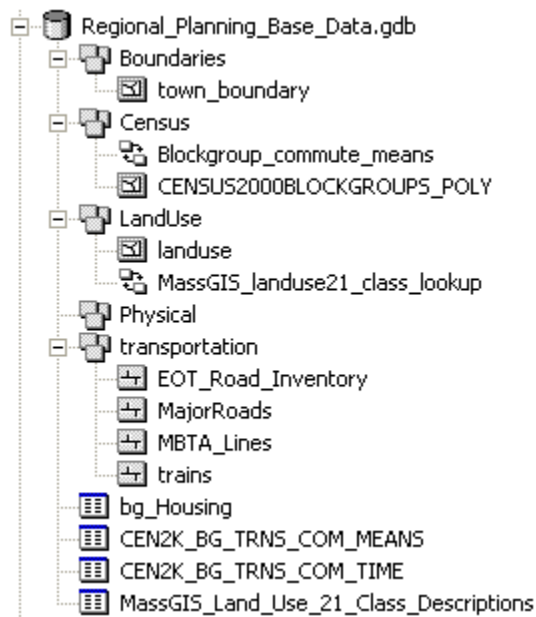 Regional_Planning_Base_Data.gdb
Boundaries
town_boundary
Census
Blockgroup_commute_means
CENSUS2000BLOCKGROUPS_POLY
LandUse
landuse
MassGIS_landuse21_class_lookup
Physical
transportation
EOT_Road_Inventory
MajorRoads
MBTA_Lines
trains
bg_Housing
CEN2K_BG_TRNS_COM_MEANS
CEN2K_BG_TRNS_COM_TIME
MassGIS_Land_Use_21_Class_Descriptions